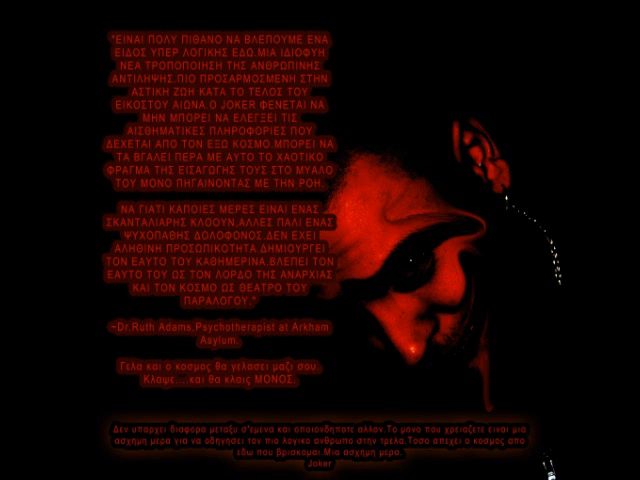 "ΕΙΝΑΙ ΠΟΛΥ ΠΙΘΑΝΟ ΝΑ ΒΛΕΠΟΥΜΕ ΕΝΑ
ΕΙΔΟΣ ΥΠΕΡ ΛΟΓΙΚΗΣ ΕΔΩ.ΜΙΑ ΙΔΙΟΦΥΗ
ΝΕΑ ΤΡΟΠΟΠΟΙΗΣΗ ΤΗΣ ΑΝΘΡΩΠΙΝΗΣ
ΑΝΤΙΛΗΨΗΣ.ΠΙΟ ΠΡΟΣΑΡΜΟΣΜΕΝΗ ΣΤΗΝ
ΑΣΤΙΚΗ ΖΩΗ ΚΑΤΑ ΤΟ ΤΕΛΟΣ ΤΟΥ
ΕΙΚΟΣΤΟΥ ΑΙΩΝΑ.Ο JOKER ΦΕΝΕΤΑΙ ΝΑ
ΜΗΝ ΜΠΟΡΕΙ ΝΑ ΕΛΕΓΞΕΙ ΤΙΣ
ΑΙΣΘΗΜΑΤΙΚΕΣ ΠΛΗΡΟΦΟΡΙΕΣ ΠΟΥ
ΔΕΧΕΤΑΙ ΑΠΟ ΤΟΝ ΕΞΩ ΚΟΣΜΟ.ΜΠΟΡΕΙ ΝΑ
ΤΑ ΒΓΑΛΕΙ ΠΕΡΑ ΜΕ ΑΥΤΟ ΤΟ ΧΑΟΤΙΚΟ
ΦΡΑΓΜΑ ΤΗΣ ΕΙΣΑΓΩΓΗΣ ΤΟΥΣ ΣΤΟ ΜΥΑΛΟ
ΤΟΥ ΜΟΝΟ ΠΗΓΑΙΝΟΝΤΑΣ ΜΕ ΤΗΝ ΡΟΗ.
ΝΑ ΓΙΑΤΙ ΚΑΠΟΙΕΣ ΜΕΡΕΣ ΕΙΝΑΙ ΕΝΑΣ
ΣΚΑΝΤΑΛΙΑΡΗΣ ΚΛΟΟΥΝ,ΑΛΛΕΣ ΠΑΛΙ ΕΝΑΣ
ΨΥΧΟΠΑΘΗΣ ΔΟΛΟΦΟΝΟΣ.ΔΕΝ ΕΧΕΙ
ΑΛΗΘΙΝΗ ΠΡΟΣΩΠΙΚΟΤΗΤΑ ΔΗΜΙΟΥΡΓΕΙ
ΤΟΝ ΕΑΥΤΟ ΤΟΥ ΚΑΘΗΜΕΡΙΝΑ.ΒΛΕΠΕΙ ΤΟΝ
ΕΑΥΤΟ ΤΟΥ ΩΣ ΤΟΝ ΛΟΡΔΟ ΤΗΣ ΑΝΑΡΧΙΑΣ
ΚΑΙ ΤΟΝ ΚΟΣΜΟ ΩΣ ΘΕΑΤΡΟ ΤΟΥ
ΠΑΡΑΛΟΓΟΥ."
~Dr.Ruth Adams,Psychotherapist at Arkham
Asylum.
Γελα και ο κοσμος θα γελασει μαζι σου.
Κλαψε....και θα κλαις ΜΟΝΟΣ.
Δεν υπαρχει διαφορα μεταξυ σ'εμενα και οποιονδηποτε αλλον.Το μονο που χρειαζετε ειναι μια
ασχημη μερα για να οδηγησει τον πιο λογικο ανθρωπο στην τρελα.Τοσο απεχει ο κοσμος απο
εδω που βρισκομαι.Μια ασχημη μερα.
Joker